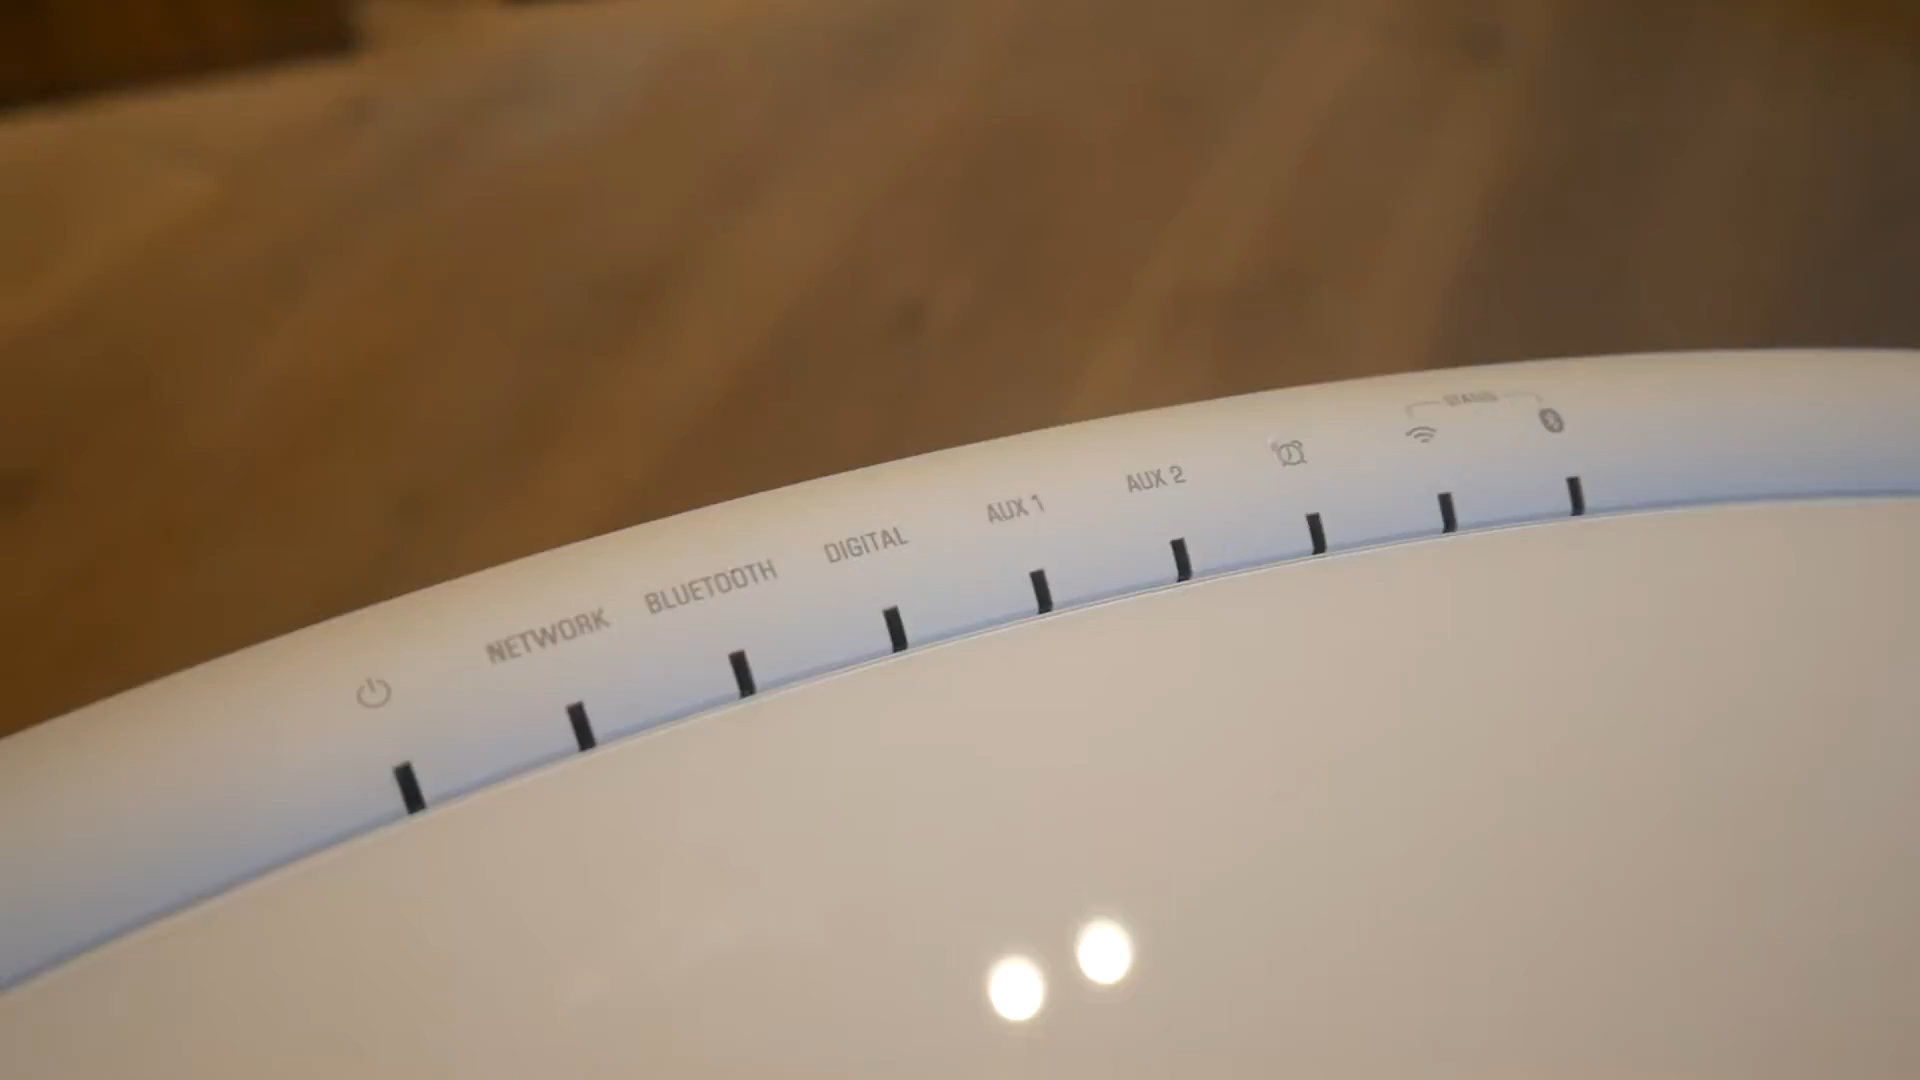 NETWORK
BLUETOOTH
DIGITAL
AUX 1
AUX 2